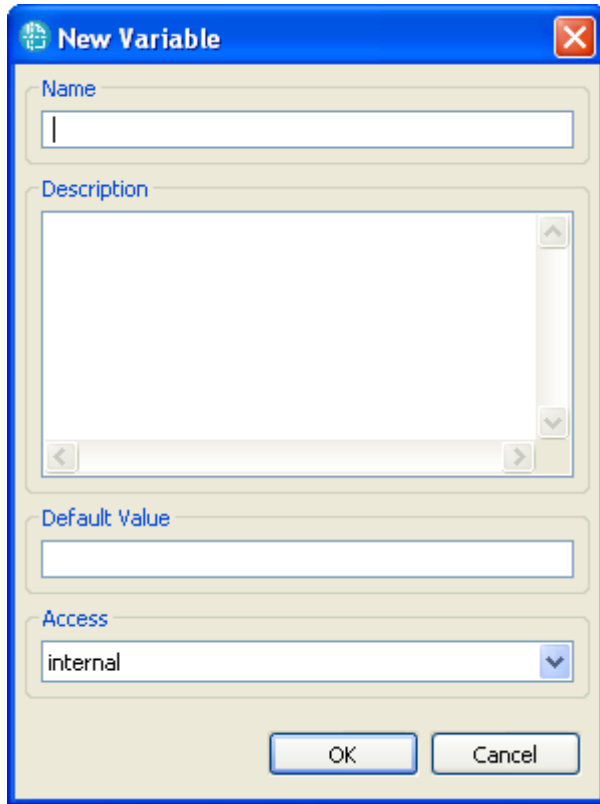 New Variable
Name
Description
Default Value
Access
internal
OK Cancel